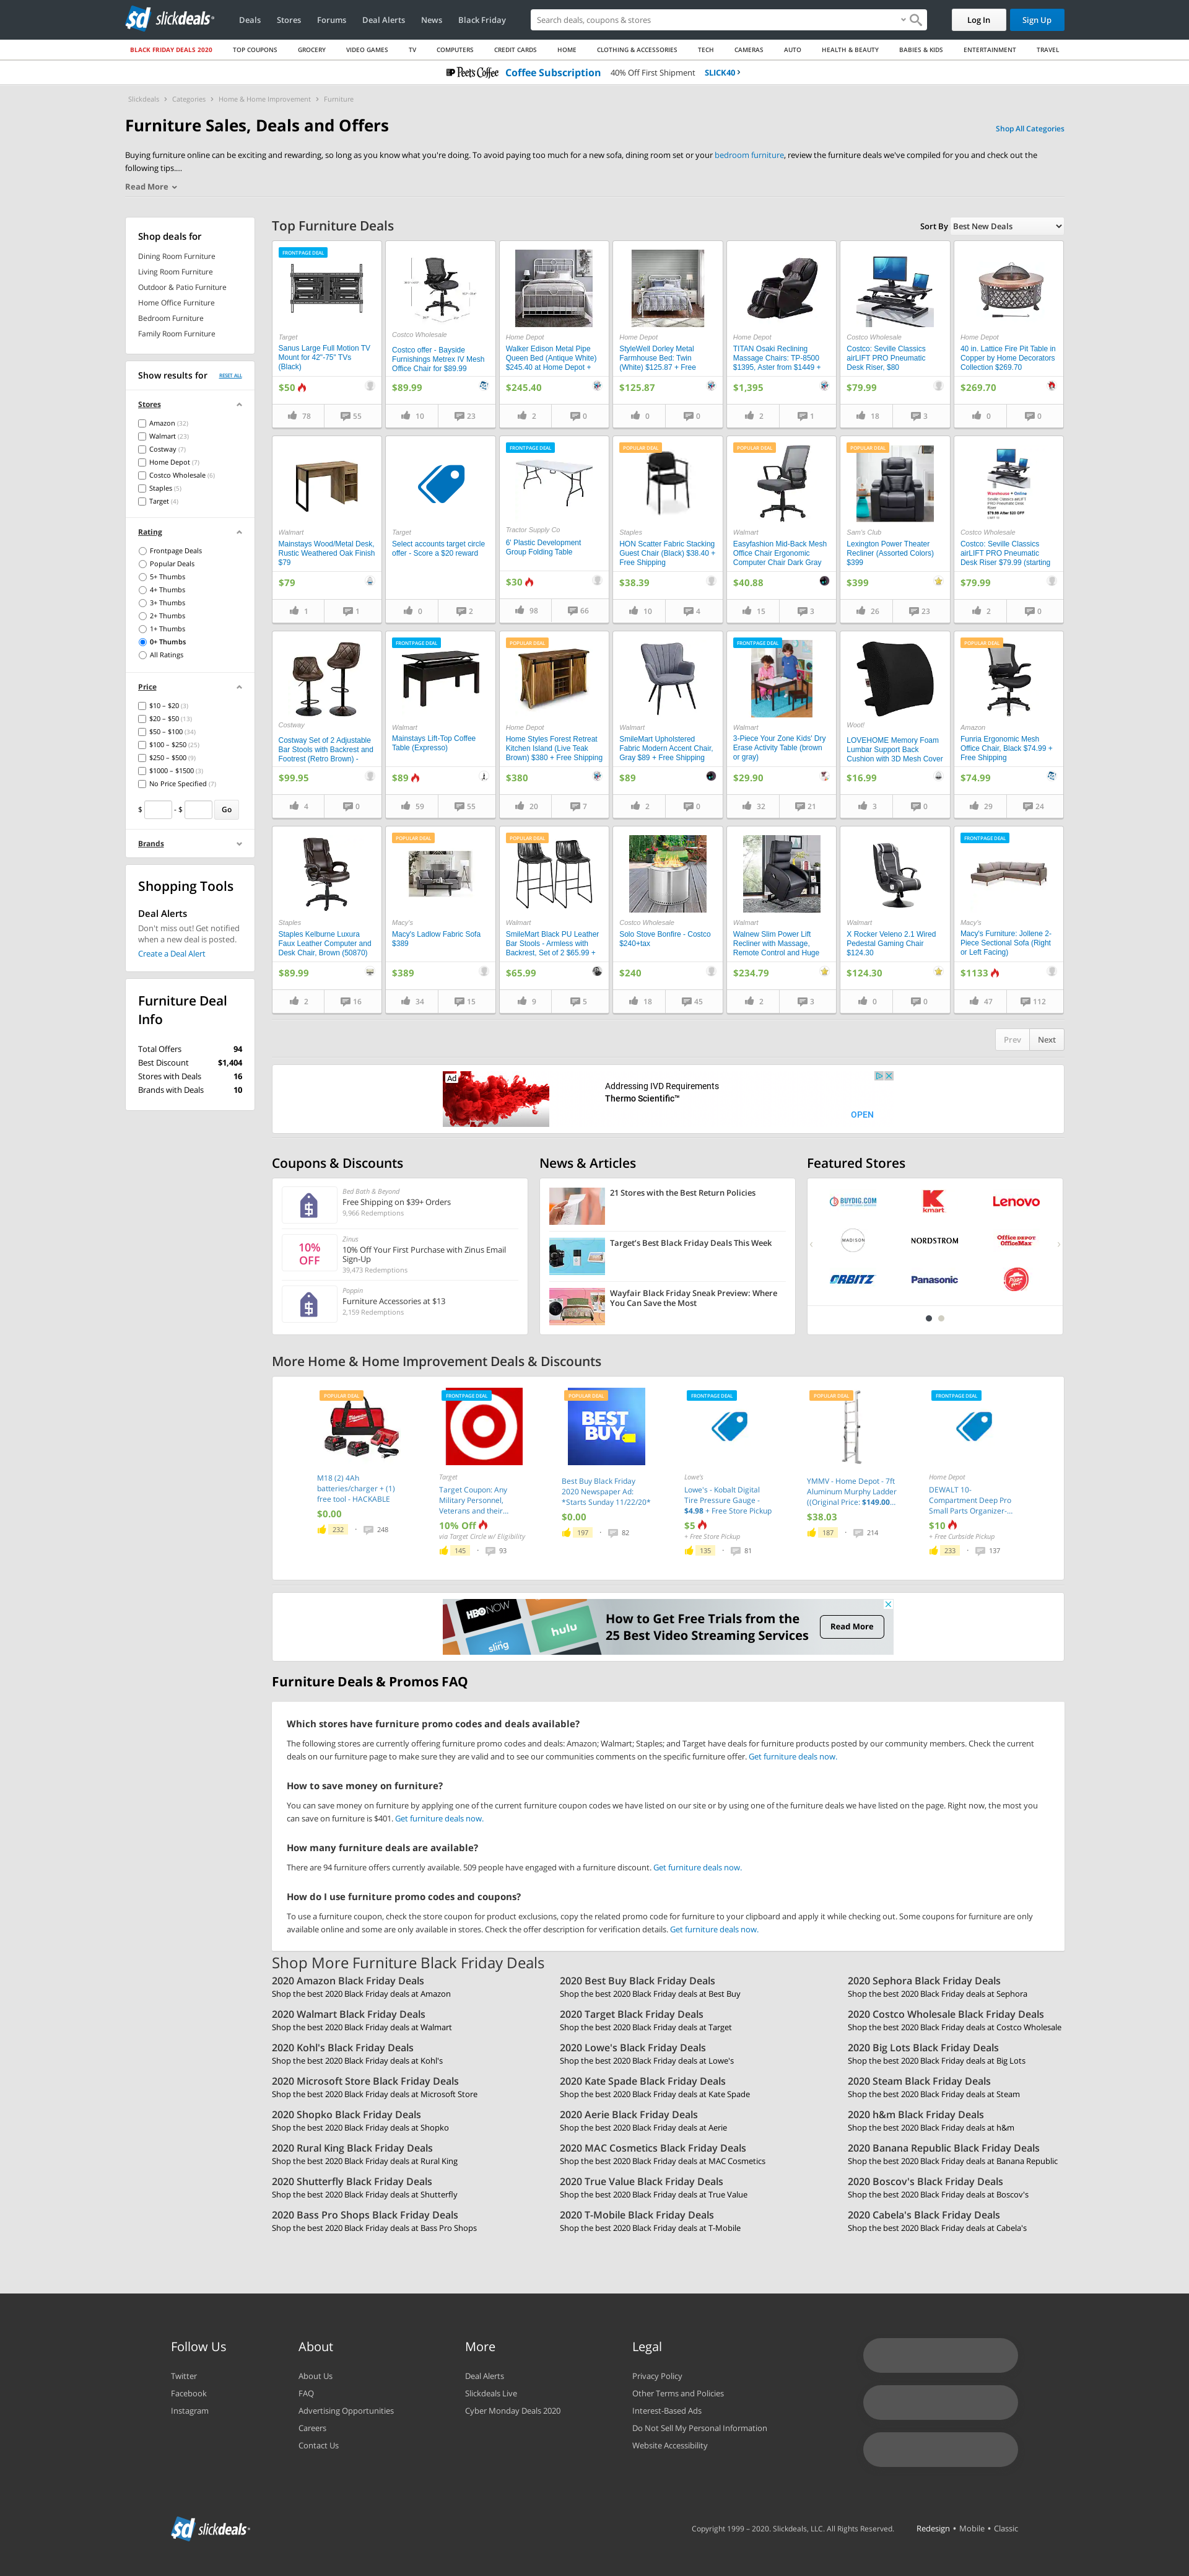 sd slickdeals
Deals
Stores
Forums
Deal Alerts
News
Black Friday
Search deals, coupons & stores
Log In
Sign Up
BLACK FRIDAY DEALS 2020
TOP COUPONS
GROCERY
VIDEO GAMES
TV
COMPUTERS
CREDIT CARDS
HOME
CLOTHING & ACCESSORIES
TECH
CAMERAS
AUTO
HEALTH & BEAUTY
BABIES & KIDS
ENTERTAINMENT
TRAVEL
Peet's Coffee Coffee Subscription 40% Off First Shipment SLICK40 ›
Slickdeals › Categories › Home & Home Improvement › Furniture
Furniture Sales, Deals and Offers
Shop All Categories
Buying furniture online can be exciting and rewarding, so long as you know what you're doing. To avoid paying too much for a new sofa, dining room set or your bedroom furniture, review the furniture deals we've compiled for you and check out the
following tips....
Read More
Shop deals for
Dining Room Furniture
Living Room Furniture
Outdoor & Patio Furniture
Home Office Furniture
Bedroom Furniture
Family Room Furniture
Show results for
RESET ALL
Stores
Amazon (32)
Walmart (23)
Costway (7)
Home Depot (7)
Costco Wholesale (6)
Staples (5)
Target (4)
Rating
Frontpage Deals
Popular Deals
5+ Thumbs
4+ Thumbs
3+ Thumbs
2+ Thumbs
1+ Thumbs
0+ Thumbs
All Ratings
Price
$10 – $20 (3)
$20 – $50 (13)
$50 – $100 (34)
$100 – $250 (25)
$250 – $500 (9)
$1000 – $1500 (3)
No Price Specified (7)
$ - $ Go
Brands
Shopping Tools
Deal Alerts
Don't miss out! Get notified
when a new deal is posted.
Create a Deal Alert
Furniture Deal
Info
Total Offers 94
Best Discount $1,404
Stores with Deals 16
Brands with Deals 10
Top Furniture Deals
Sort By Best New Deals
FRONTPAGE DEAL
Target
Sanus Large Full Motion TV
Mount for 42"-75" TVs
(Black)
$50
78 55
Costco Wholesale
Costco offer - Bayside
Furnishings Metrex IV Mesh
Office Chair for $89.99
$89.99
10 23
Home Depot
Walker Edison Metal Pipe
Queen Bed (Antique White)
$245.40 at Home Depot +
$245.40
2 0
Home Depot
StyleWell Dorley Metal
Farmhouse Bed: Twin
(White) $125.87 + Free
$125.87
0 0
Home Depot
TITAN Osaki Reclining
Massage Chairs: TP-8500
$1395, Aster from $1449 +
$1,395
2 1
Costco Wholesale
Costco: Seville Classics
airLIFT PRO Pneumatic
Desk Riser, $80
$79.99
18 3
Home Depot
40 in. Lattice Fire Pit Table in
Copper by Home Decorators
Collection $269.70
$269.70
0 0
Walmart
Mainstays Wood/Metal Desk,
Rustic Weathered Oak Finish
$79
$79
1 1
Target
Select accounts target circle
offer - Score a $20 reward
0 2
FRONTPAGE DEAL
Tractor Supply Co
6' Plastic Development
Group Folding Table
$30
98 66
POPULAR DEAL
Staples
HON Scatter Fabric Stacking
Guest Chair (Black) $38.40 +
Free Shipping
$38.39
10 4
POPULAR DEAL
Walmart
Easyfashion Mid-Back Mesh
Office Chair Ergonomic
Computer Chair Dark Gray
$40.88
15 3
POPULAR DEAL
Sam's Club
Lexington Power Theater
Recliner (Assorted Colors)
$399
$399
26 23
Warehouse + Online
Seville Classics
airLIFT PRO Pneumatic
Desk Riser
$79.99 After $20 OFF
Costco Wholesale
Costco: Seville Classics
airLIFT PRO Pneumatic
Desk Riser $79.99 (starting
$79.99
2 0
Costway
Costway Set of 2 Adjustable
Bar Stools with Backrest and
Footrest (Retro Brown) -
$99.95
4 0
FRONTPAGE DEAL
Walmart
Mainstays Lift-Top Coffee
Table (Expresso)
$89
59 55
POPULAR DEAL
Home Depot
Home Styles Forest Retreat
Kitchen Island (Live Teak
Brown) $380 + Free Shipping
$380
20 7
Walmart
SmileMart Upholstered
Fabric Modern Accent Chair,
Gray $89 + Free Shipping
$89
2 0
FRONTPAGE DEAL
Walmart
3-Piece Your Zone Kids' Dry
Erase Activity Table (brown
or gray)
$29.90
32 21
Woot!
LOVEHOME Memory Foam
Lumbar Support Back
Cushion with 3D Mesh Cover
$16.99
3 0
POPULAR DEAL
Amazon
Funria Ergonomic Mesh
Office Chair, Black $74.99 +
Free Shipping
$74.99
29 24
Staples
Staples Kelburne Luxura
Faux Leather Computer and
Desk Chair, Brown (50870)
$89.99
2 16
POPULAR DEAL
Macy's
Macy's Ladlow Fabric Sofa
$389
$389
34 15
POPULAR DEAL
Walmart
SmileMart Black PU Leather
Bar Stools - Armless with
Backrest, Set of 2 $65.99 +
$65.99
9 5
Costco Wholesale
Solo Stove Bonfire - Costco
$240+tax
$240
18 45
Walmart
Walnew Slim Power Lift
Recliner with Massage,
Remote Control and Huge
$234.79
2 3
Walmart
X Rocker Veleno 2.1 Wired
Pedestal Gaming Chair
$124.30
$124.30
0 0
FRONTPAGE DEAL
Macy's
Macy's Furniture: Jollene 2-
Piece Sectional Sofa (Right
or Left Facing)
$1133
47 112
Prev Next
Ad
Addressing IVD Requirements
Thermo Scientific™
OPEN
Coupons & Discounts
Bed Bath & Beyond
Free Shipping on $39+ Orders
9,966 Redemptions
10%
OFF
Zinus
10% Off Your First Purchase with Zinus Email
Sign-Up
39,473 Redemptions
Poppin
Furniture Accessories at $13
2,159 Redemptions
News & Articles
21 Stores with the Best Return Policies
Target's Best Black Friday Deals This Week
Wayfair Black Friday Sneak Preview: Where
You Can Save the Most
Featured Stores
BUYDIG.COM
kmart
Lenovo
MADISON
NORDSTROM
Office DEPOT
OfficeMax
ORBITZ
Panasonic
Pizza Hut
More Home & Home Improvement Deals & Discounts
POPULAR DEAL
M18 (2) 4Ah
batteries/charger + (1)
free tool - HACKABLE
$0.00
232 · 248
FRONTPAGE DEAL
Target
Target Coupon: Any
Military Personnel,
Veterans and their...
10% Off
via Target Circle w/ Eligibility
145 · 93
POPULAR DEAL
BEST
BUY
Best Buy Black Friday
2020 Newspaper Ad:
*Starts Sunday 11/22/20*
$0.00
197 · 82
FRONTPAGE DEAL
Lowe's
Lowe's - Kobalt Digital
Tire Pressure Gauge -
$4.98 + Free Store Pickup
$5
+ Free Store Pickup
135 · 81
POPULAR DEAL
YMMV - Home Depot - 7ft
Aluminum Murphy Ladder
((Original Price: $149.00...
$38.03
187 · 214
FRONTPAGE DEAL
Home Depot
DEWALT 10-
Compartment Deep Pro
Small Parts Organizer-...
$10
+ Free Curbside Pickup
233 · 137
HBO NOW
hulu
sling
How to Get Free Trials from the
25 Best Video Streaming Services
Read More
Furniture Deals & Promos FAQ
Which stores have furniture promo codes and deals available?
The following stores are currently offering furniture promo codes and deals: Amazon; Walmart; Staples; and Target have deals for furniture products posted by our community members. Check the current
deals on our furniture page to make sure they are valid and to see our communities comments on the specific furniture offer. Get furniture deals now.
How to save money on furniture?
You can save money on furniture by applying one of the current furniture coupon codes we have listed on our site or by using one of the furniture deals we have listed on the page. Right now, the most you
can save on furniture is $401. Get furniture deals now.
How many furniture deals are available?
There are 94 furniture offers currently available. 509 people have engaged with a furniture discount. Get furniture deals now.
How do I use furniture promo codes and coupons?
To use a furniture coupon, check the store coupon for product exclusions, copy the related promo code for furniture to your clipboard and apply it while checking out. Some coupons for furniture are only
available online and some are only available in stores. Check the offer description for verification details. Get furniture deals now.
Shop More Furniture Black Friday Deals
2020 Amazon Black Friday Deals
Shop the best 2020 Black Friday deals at Amazon
2020 Best Buy Black Friday Deals
Shop the best 2020 Black Friday deals at Best Buy
2020 Sephora Black Friday Deals
Shop the best 2020 Black Friday deals at Sephora
2020 Walmart Black Friday Deals
Shop the best 2020 Black Friday deals at Walmart
2020 Target Black Friday Deals
Shop the best 2020 Black Friday deals at Target
2020 Costco Wholesale Black Friday Deals
Shop the best 2020 Black Friday deals at Costco Wholesale
2020 Kohl's Black Friday Deals
Shop the best 2020 Black Friday deals at Kohl's
2020 Lowe's Black Friday Deals
Shop the best 2020 Black Friday deals at Lowe's
2020 Big Lots Black Friday Deals
Shop the best 2020 Black Friday deals at Big Lots
2020 Microsoft Store Black Friday Deals
Shop the best 2020 Black Friday deals at Microsoft Store
2020 Kate Spade Black Friday Deals
Shop the best 2020 Black Friday deals at Kate Spade
2020 Steam Black Friday Deals
Shop the best 2020 Black Friday deals at Steam
2020 Shopko Black Friday Deals
Shop the best 2020 Black Friday deals at Shopko
2020 Aerie Black Friday Deals
Shop the best 2020 Black Friday deals at Aerie
2020 h&m Black Friday Deals
Shop the best 2020 Black Friday deals at h&m
2020 Rural King Black Friday Deals
Shop the best 2020 Black Friday deals at Rural King
2020 MAC Cosmetics Black Friday Deals
Shop the best 2020 Black Friday deals at MAC Cosmetics
2020 Banana Republic Black Friday Deals
Shop the best 2020 Black Friday deals at Banana Republic
2020 Shutterfly Black Friday Deals
Shop the best 2020 Black Friday deals at Shutterfly
2020 True Value Black Friday Deals
Shop the best 2020 Black Friday deals at True Value
2020 Boscov's Black Friday Deals
Shop the best 2020 Black Friday deals at Boscov's
2020 Bass Pro Shops Black Friday Deals
Shop the best 2020 Black Friday deals at Bass Pro Shops
2020 T-Mobile Black Friday Deals
Shop the best 2020 Black Friday deals at T-Mobile
2020 Cabela's Black Friday Deals
Shop the best 2020 Black Friday deals at Cabela's
Follow Us
Twitter
Facebook
Instagram
About
About Us
FAQ
Advertising Opportunities
Careers
Contact Us
More
Deal Alerts
Slickdeals Live
Cyber Monday Deals 2020
Legal
Privacy Policy
Other Terms and Policies
Interest-Based Ads
Do Not Sell My Personal Information
Website Accessibility
sd slickdeals
Copyright 1999 – 2020. Slickdeals, LLC. All Rights Reserved.
Redesign • Mobile • Classic